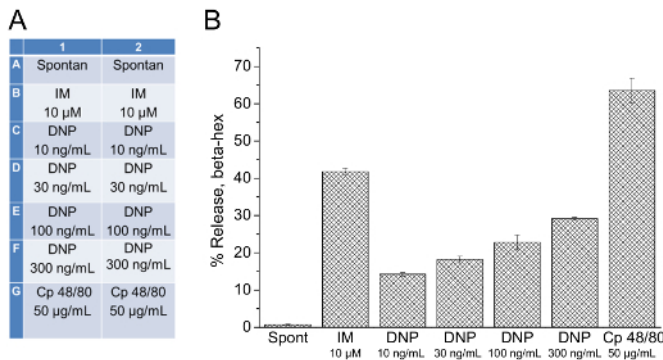 A
1 2
A Spontan Spontan
B IM IM
10 µM 10 µM
C DNP DNP
10 ng/mL 10 ng/mL
D DNP DNP
30 ng/mL 30 ng/mL
E DNP DNP
100 ng/mL 100 ng/mL
F DNP DNP
300 ng/mL 300 ng/mL
G Cp 48/80 Cp 48/80
50 µg/mL 50 µg/mL
B
% Release, beta-hex
70
60
50
40
30
20
10
0
Spont IM DNP DNP DNP DNP Cp 48/80
10 µM 10 ng/mL 30 ng/mL 100 ng/mL 300 ng/mL 50 µg/mL